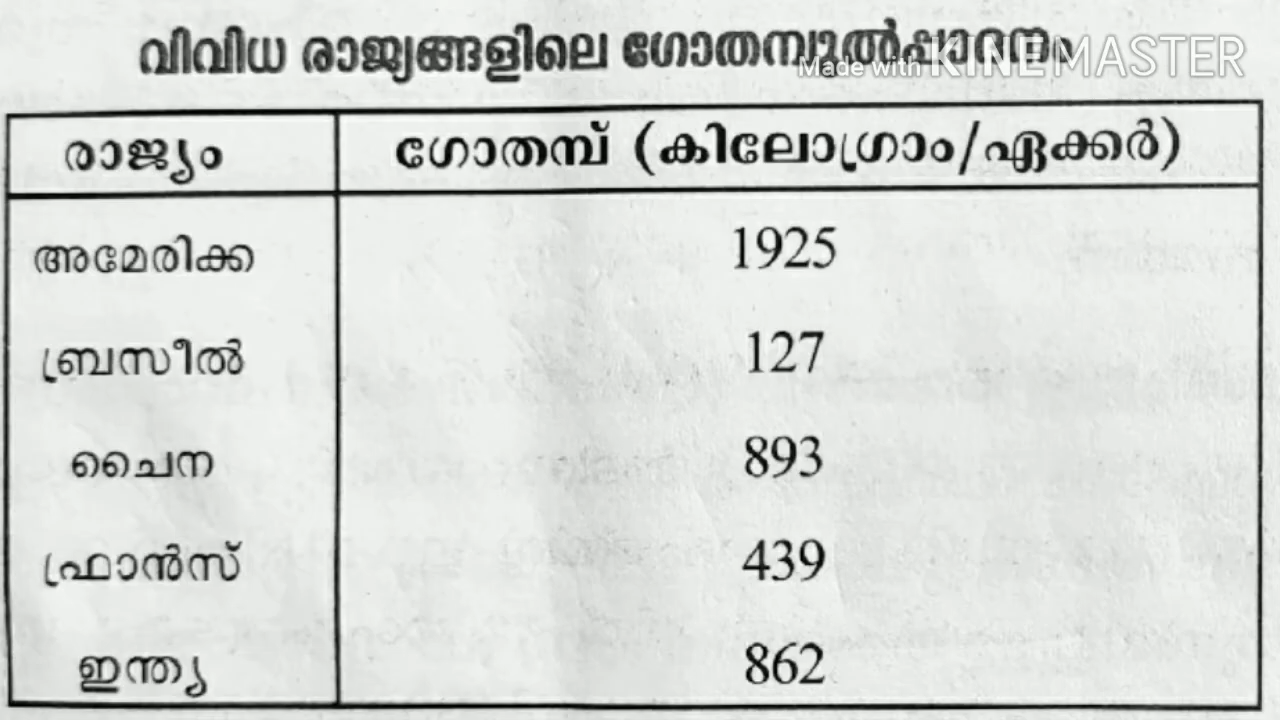 വിവിധ രാജ്യങ്ങളിലെ ഗോതമ്പുൽപ്പാദനം
Made with KINEMASTER
രാജ്യം ഗോതമ്പ് (കിലോഗ്രാം/ഏക്കർ)
അമേരിക്ക 1925
ബ്രസീൽ 127
ചൈന 893
ഫ്രാൻസ് 439
ഇന്ത്യ 862